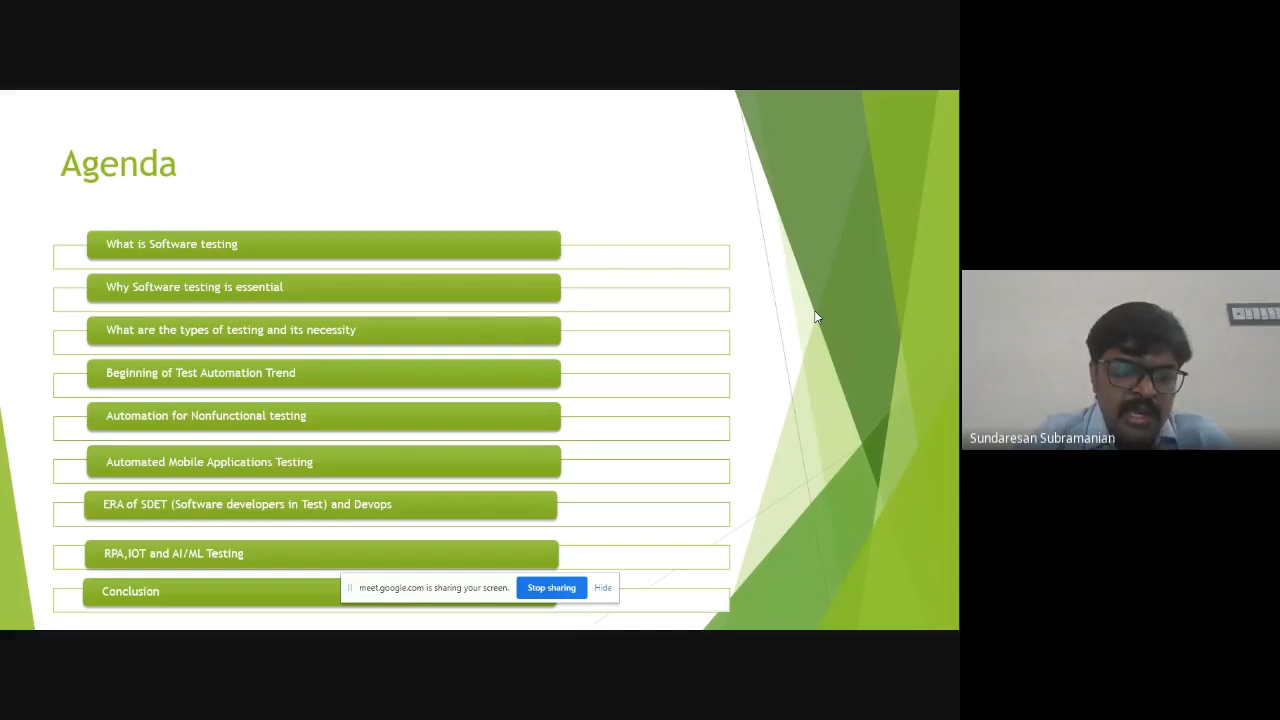 Agenda
What is Software testing
Why Software testing is essential
What are the types of testing and its necessity
Beginning of Test Automation Trend
Automation for Nonfunctional testing
Automated Mobile Applications Testing
ERA of SDET (Software developers in Test) and Devops
RPA,IOT and AI/ML Testing
Conclusion
meet.google.com is sharing your screen. Stop sharing Hide
Sundaresan Subramanian